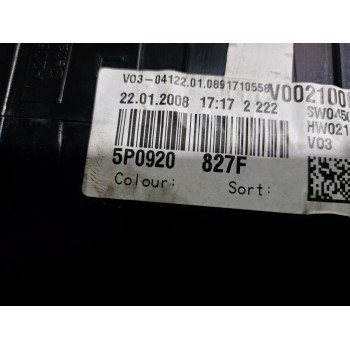 V03-04122.01.0891710558
V002100
22.01.2008 17:17 2 222
SW0450
HW021
V03
5P0920 827F
Colour: Sort: